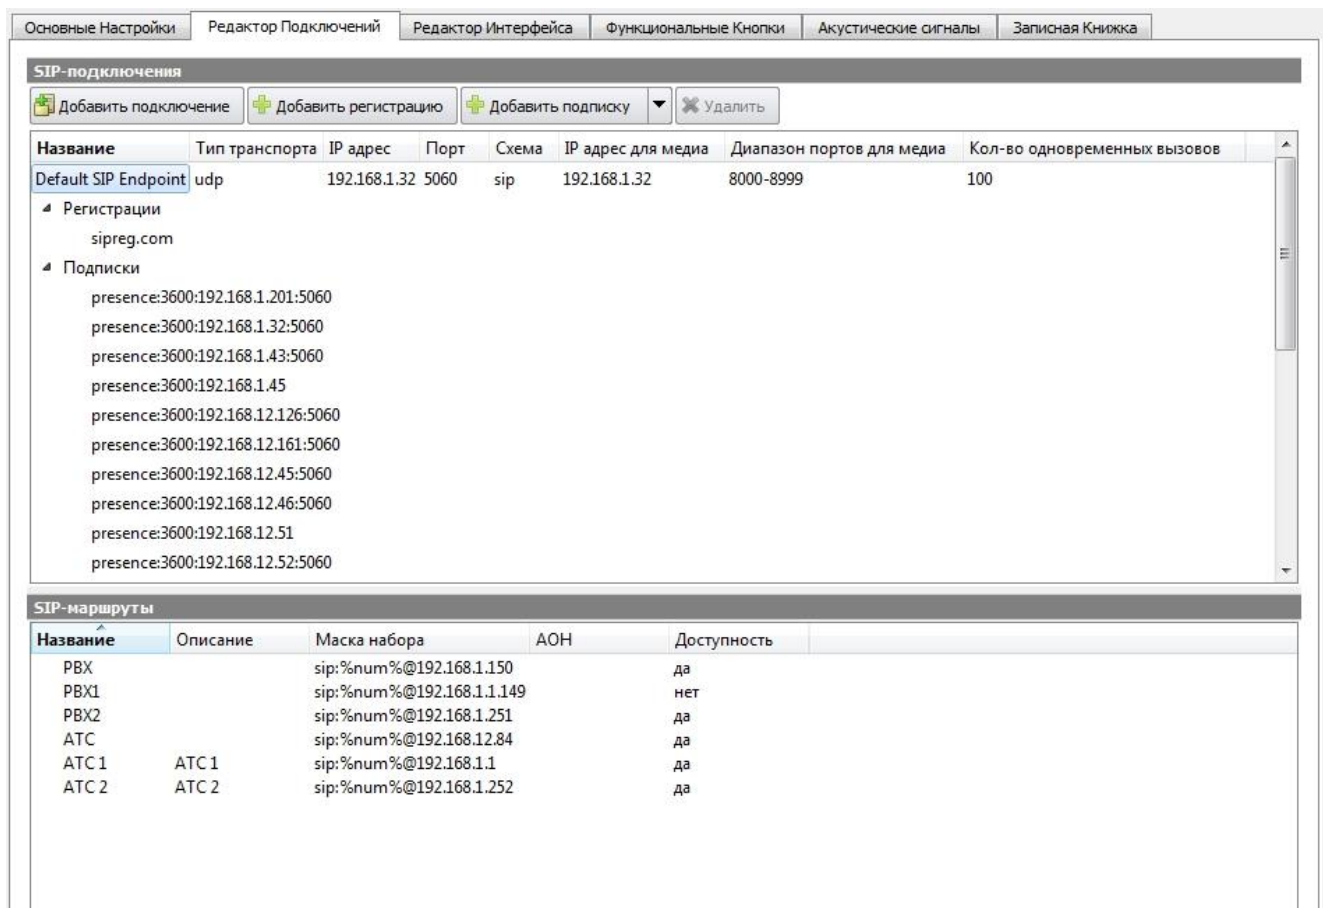 Основные Настройки Редактор Подключений Редактор Интерфейса Функциональные Кнопки Акустические сигналы Записная Книжка
SIP-подключения
Добавить подключение Добавить регистрацию Добавить подписку Удалить
Название Тип транспорта IP адрес Порт Схема IP адрес для медиа Диапазон портов для медиа Кол-во одновременных вызовов
Default SIP Endpoint udp 192.168.1.32 5060 sip 192.168.1.32 8000-8999 100
Регистрации
sipreg.com
Подписки
presence:3600:192.168.1.201:5060
presence:3600:192.168.1.32:5060
presence:3600:192.168.1.43:5060
presence:3600:192.168.1.45
presence:3600:192.168.12.126:5060
presence:3600:192.168.12.161:5060
presence:3600:192.168.12.45:5060
presence:3600:192.168.12.46:5060
presence:3600:192.168.12.51
presence:3600:192.168.12.52:5060
SIP-маршруты
Название Описание Маска набора АОН Доступность
PBX sip:%num%@192.168.1.150 да
PBX1 sip:%num%@192.168.1.1.149 нет
PBX2 sip:%num%@192.168.1.251 да
АТС sip:%num%@192.168.12.84 да
АТС 1 АТС 1 sip:%num%@192.168.1.1 да
АТС 2 АТС 2 sip:%num%@192.168.1.252 да